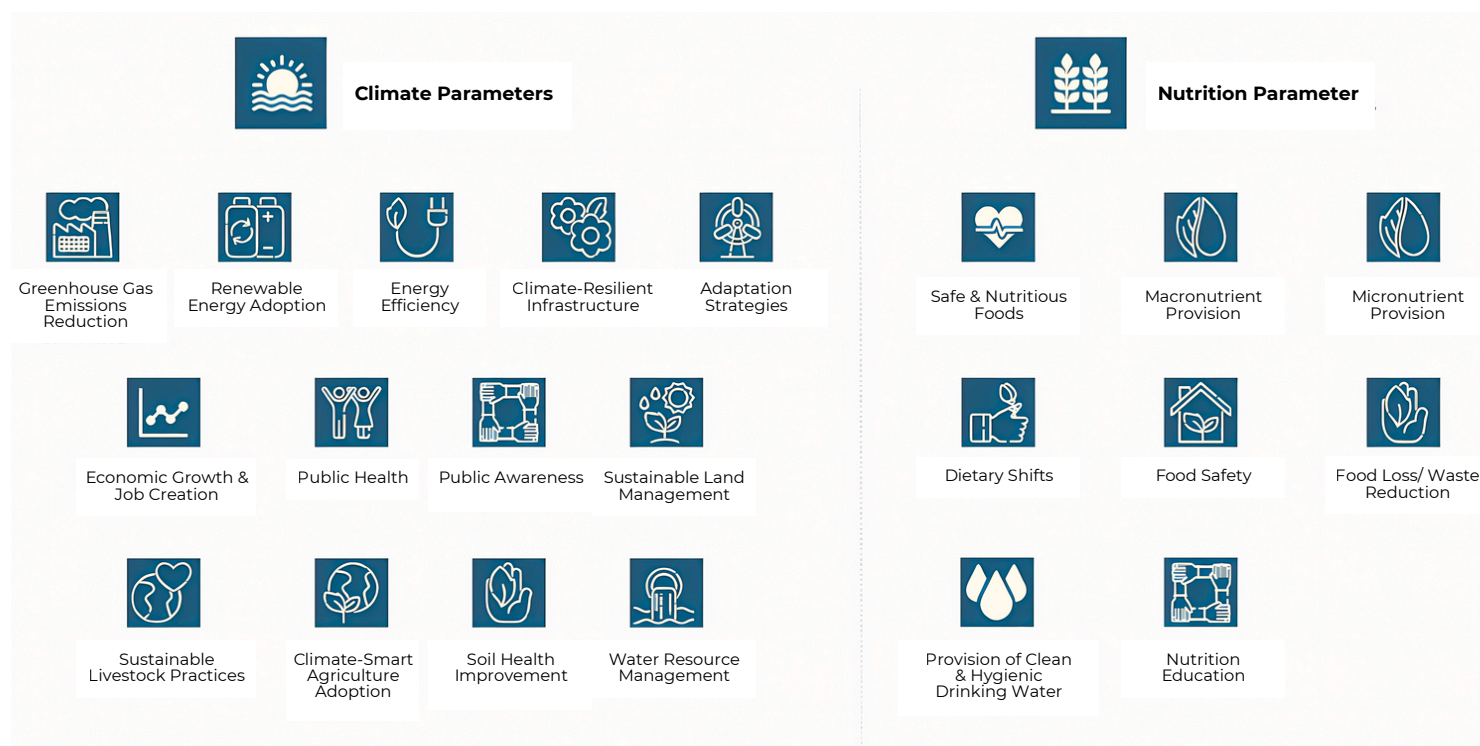 Climate Parameters
Nutrition Parameter
Greenhouse Gas
Emissions
Reduction
Renewable
Energy Adoption
Energy
Efficiency
Climate-Resilient
Infrastructure
Adaptation
Strategies
Safe & Nutritious
Foods
Macronutrient
Provision
Micronutrient
Provision
Economic Growth &
Job Creation
Public Health
Public Awareness
Sustainable Land
Management
Dietary Shifts
Food Safety
Food Loss/ Waste
Reduction
Sustainable
Livestock Practices
Climate-Smart
Agriculture
Adoption
Soil Health
Improvement
Water Resource
Management
Provision of Clean
& Hygienic
Drinking Water
Nutrition
Education